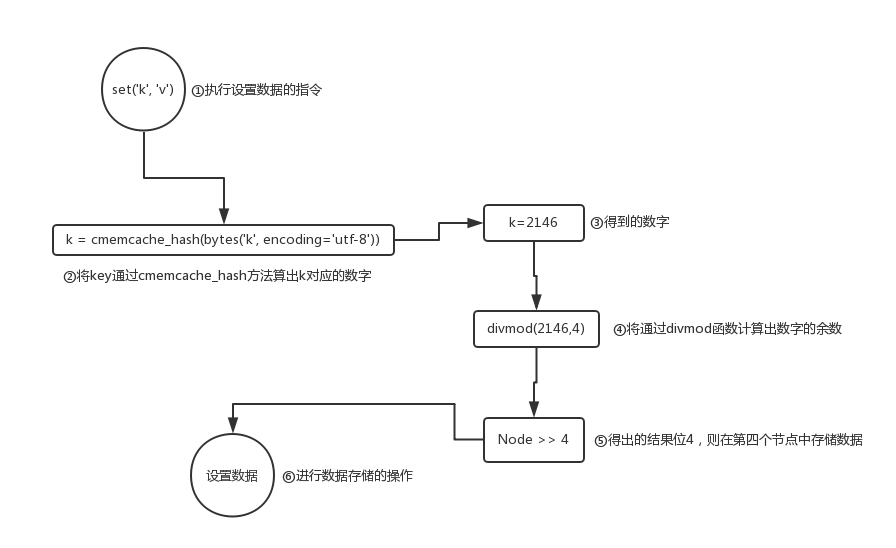 set('k', 'v')
①执行设置数据的指令
k = cmemcache_hash(bytes('k', encoding='utf-8'))
②将key通过cmemcache_hash方法算出k对应的数字
k=2146
③得到的数字
divmod(2146,4)
④将通过divmod函数计算出数字的余数
Node >> 4
⑤得出的结果位4，则在第四个节点中存储数据
设置数据
⑥进行数据存储的操作